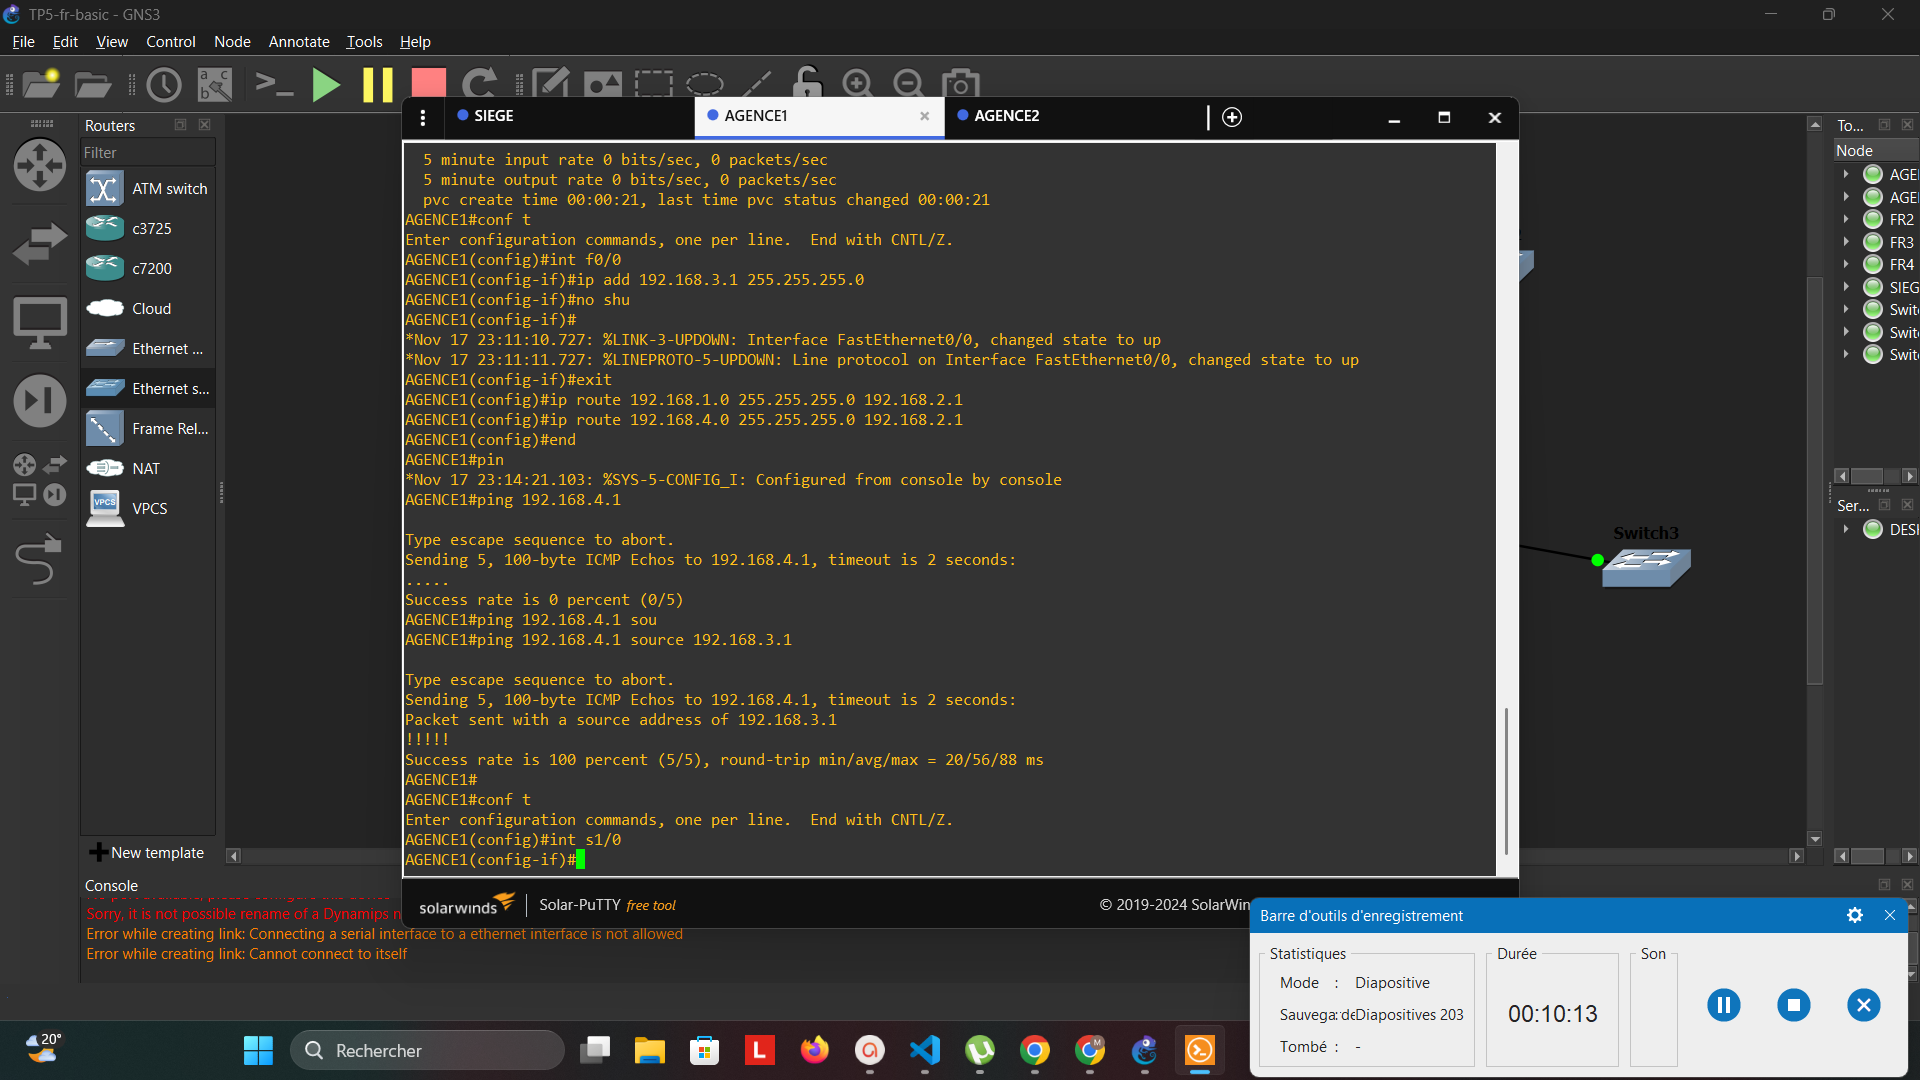 TP5-fr-basic - GNS3
File Edit View Control Node Annotate Tools Help
SIEGE
AGENCE1
AGENCE2
Routers
Filter
ATM switch
c3725
c7200
Cloud
Ethernet ...
Ethernet s...
Frame Rel...
NAT
VPCS
VPCS
New template
5 minute input rate 0 bits/sec, 0 packets/sec
5 minute output rate 0 bits/sec, 0 packets/sec
pvc create time 00:00:21, last time pvc status changed 00:00:21
AGENCE1#conf t
Enter configuration commands, one per line.  End with CNTL/Z.
AGENCE1(config)#int f0/0
AGENCE1(config-if)#ip add 192.168.3.1 255.255.255.0
AGENCE1(config-if)#no shu
AGENCE1(config-if)#
*Nov 17 23:11:10.727: %LINK-3-UPDOWN: Interface FastEthernet0/0, changed state to up
*Nov 17 23:11:11.727: %LINEPROTO-5-UPDOWN: Line protocol on Interface FastEthernet0/0, changed state to up
AGENCE1(config-if)#exit
AGENCE1(config)#ip route 192.168.1.0 255.255.255.0 192.168.2.1
AGENCE1(config)#ip route 192.168.4.0 255.255.255.0 192.168.2.1
AGENCE1(config)#end
AGENCE1#pin
*Nov 17 23:14:21.103: %SYS-5-CONFIG_I: Configured from console by console
AGENCE1#ping 192.168.4.1
Type escape sequence to abort.
Sending 5, 100-byte ICMP Echos to 192.168.4.1, timeout is 2 seconds:
.....
Success rate is 0 percent (0/5)
AGENCE1#ping 192.168.4.1 sou
AGENCE1#ping 192.168.4.1 source 192.168.3.1
Type escape sequence to abort.
Sending 5, 100-byte ICMP Echos to 192.168.4.1, timeout is 2 seconds:
Packet sent with a source address of 192.168.3.1
!!!!!
Success rate is 100 percent (5/5), round-trip min/avg/max = 20/56/88 ms
AGENCE1#
AGENCE1#conf t
Enter configuration commands, one per line.  End with CNTL/Z.
AGENCE1(config)#int s1/0
AGENCE1(config-if)#
solarwinds
Solar-PuTTY free tool
© 2019-2024 SolarWin
To...
Node
AGE
AGE
FR2
FR3
FR4
SIEG
Swit
Swit
Swit
Ser...
DESI
Switch3
Console
Sorry, it is not possible rename of a Dynamips n
Error while creating link: Connecting a serial interface to a ethernet interface is not allowed
Error while creating link: Cannot connect to itself
Barre d'outils d'enregistrement
Statistiques
Mode : Diapositive
Sauvega: de Diapositives 203
Tombé : -
Durée
00:10:13
Son
20°
Rechercher